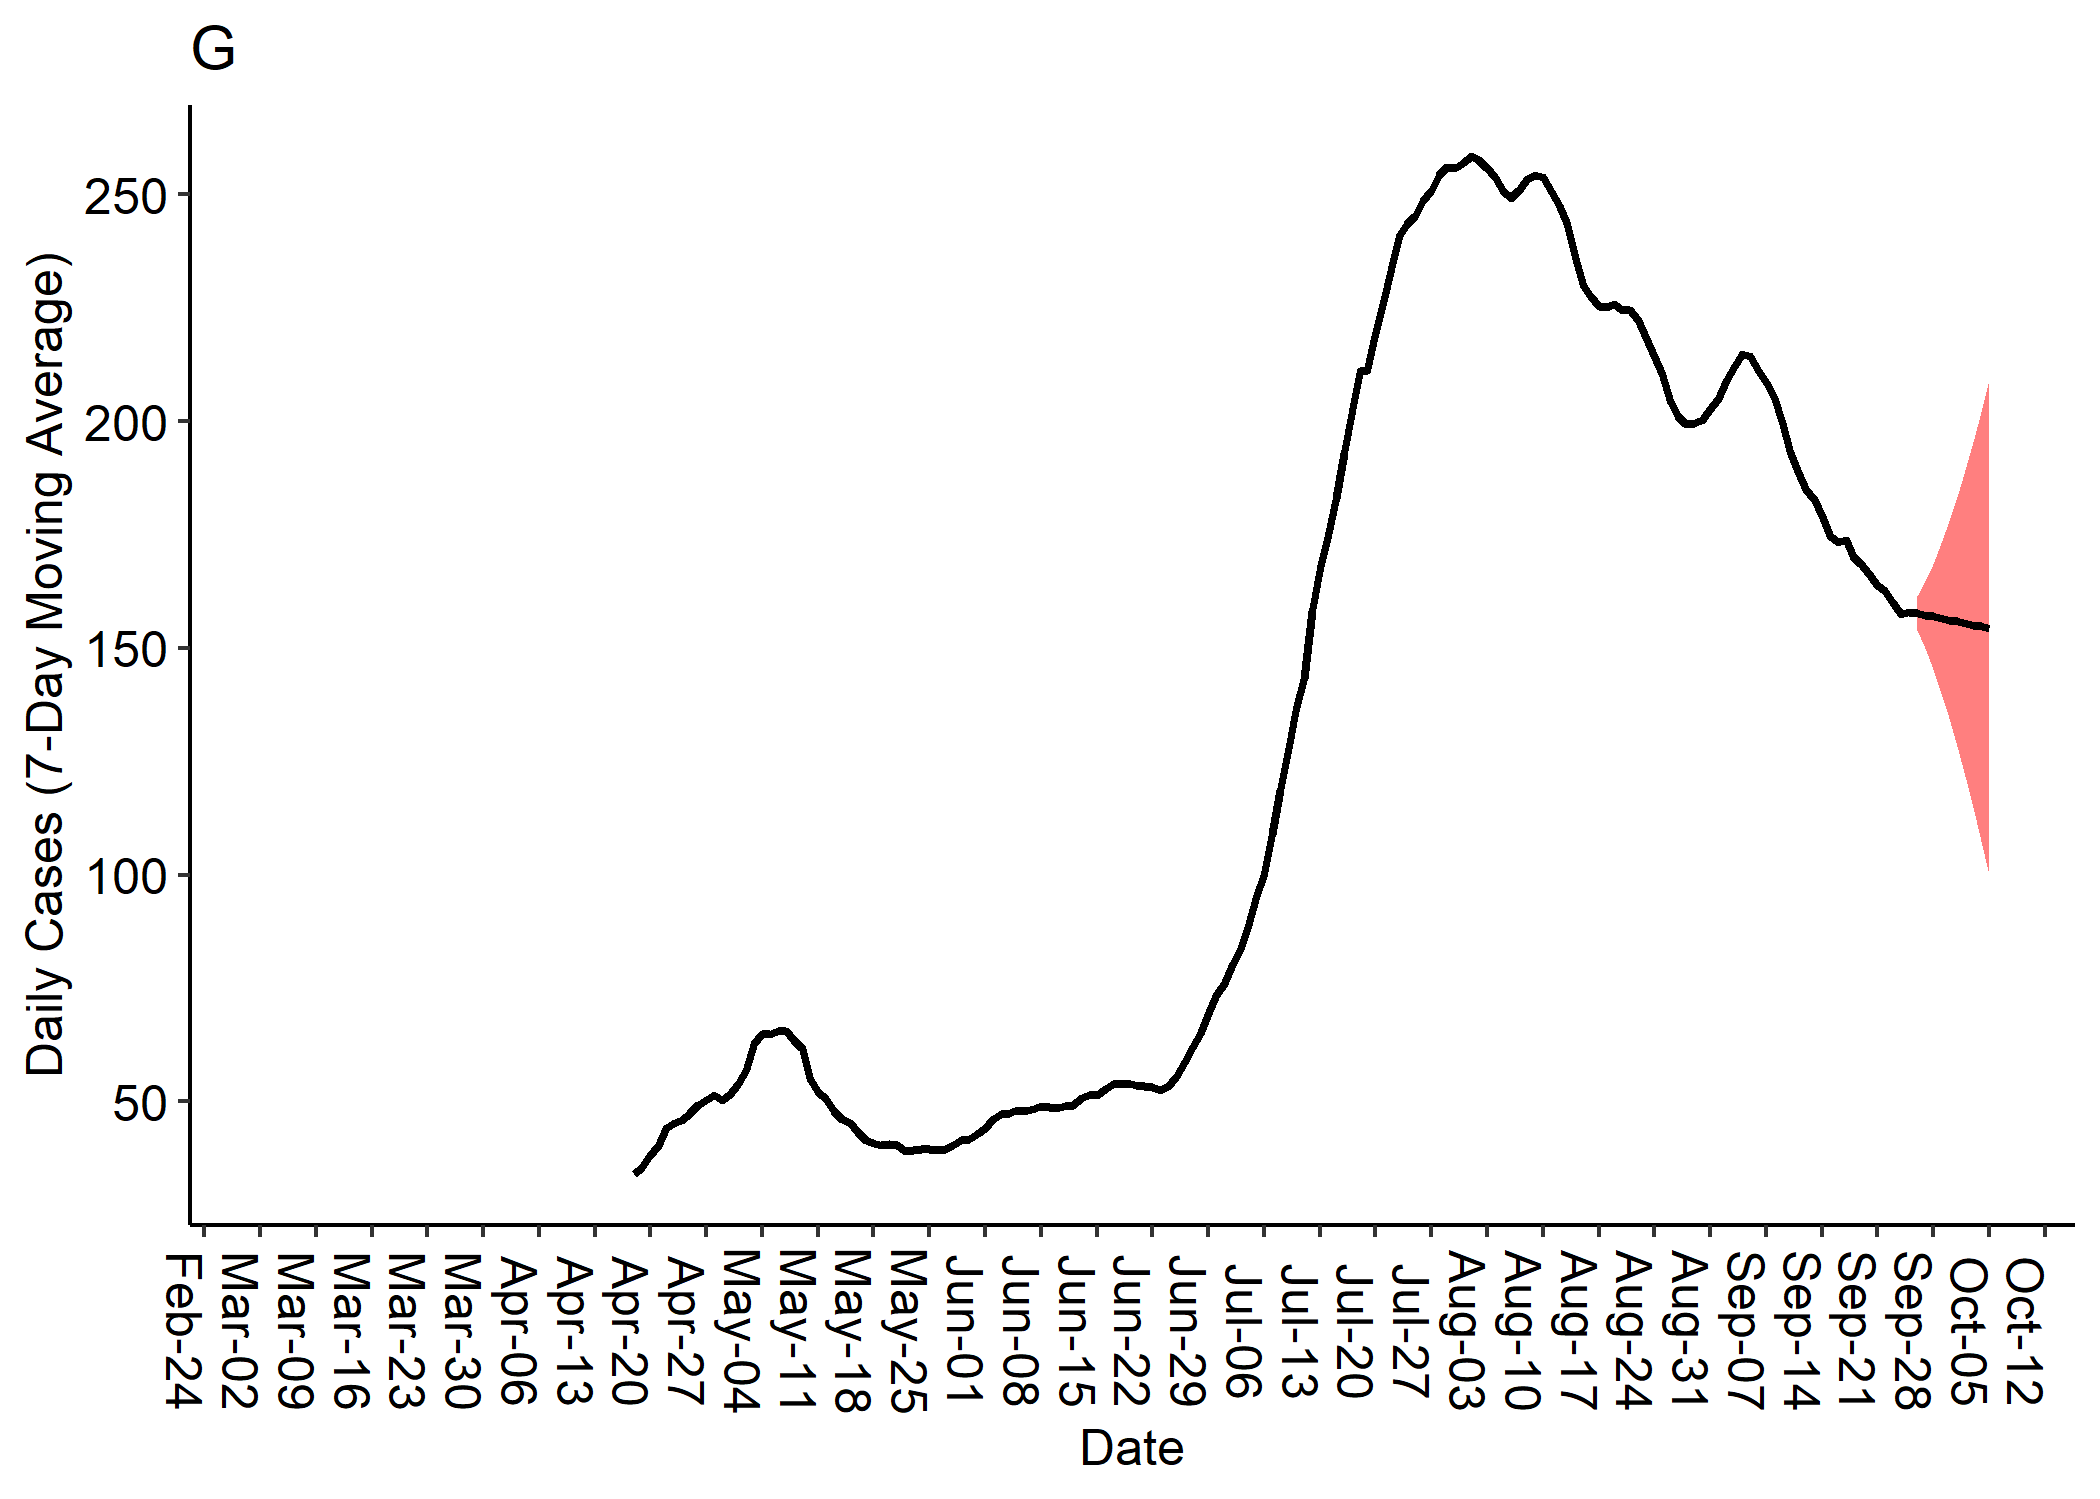 G
Daily Cases (7-Day Moving Average)
250
200
150
100
50
Feb-24
Mar-02
Mar-09
Mar-16
Mar-23
Mar-30
Apr-06
Apr-13
Apr-20
Apr-27
May-04
May-11
May-18
May-25
Jun-01
Jun-08
Jun-15
Jun-22
Jun-29
Jul-06
Jul-13
Jul-20
Jul-27
Aug-03
Aug-10
Aug-17
Aug-24
Aug-31
Sep-07
Sep-14
Sep-21
Sep-28
Oct-05
Oct-12
Date